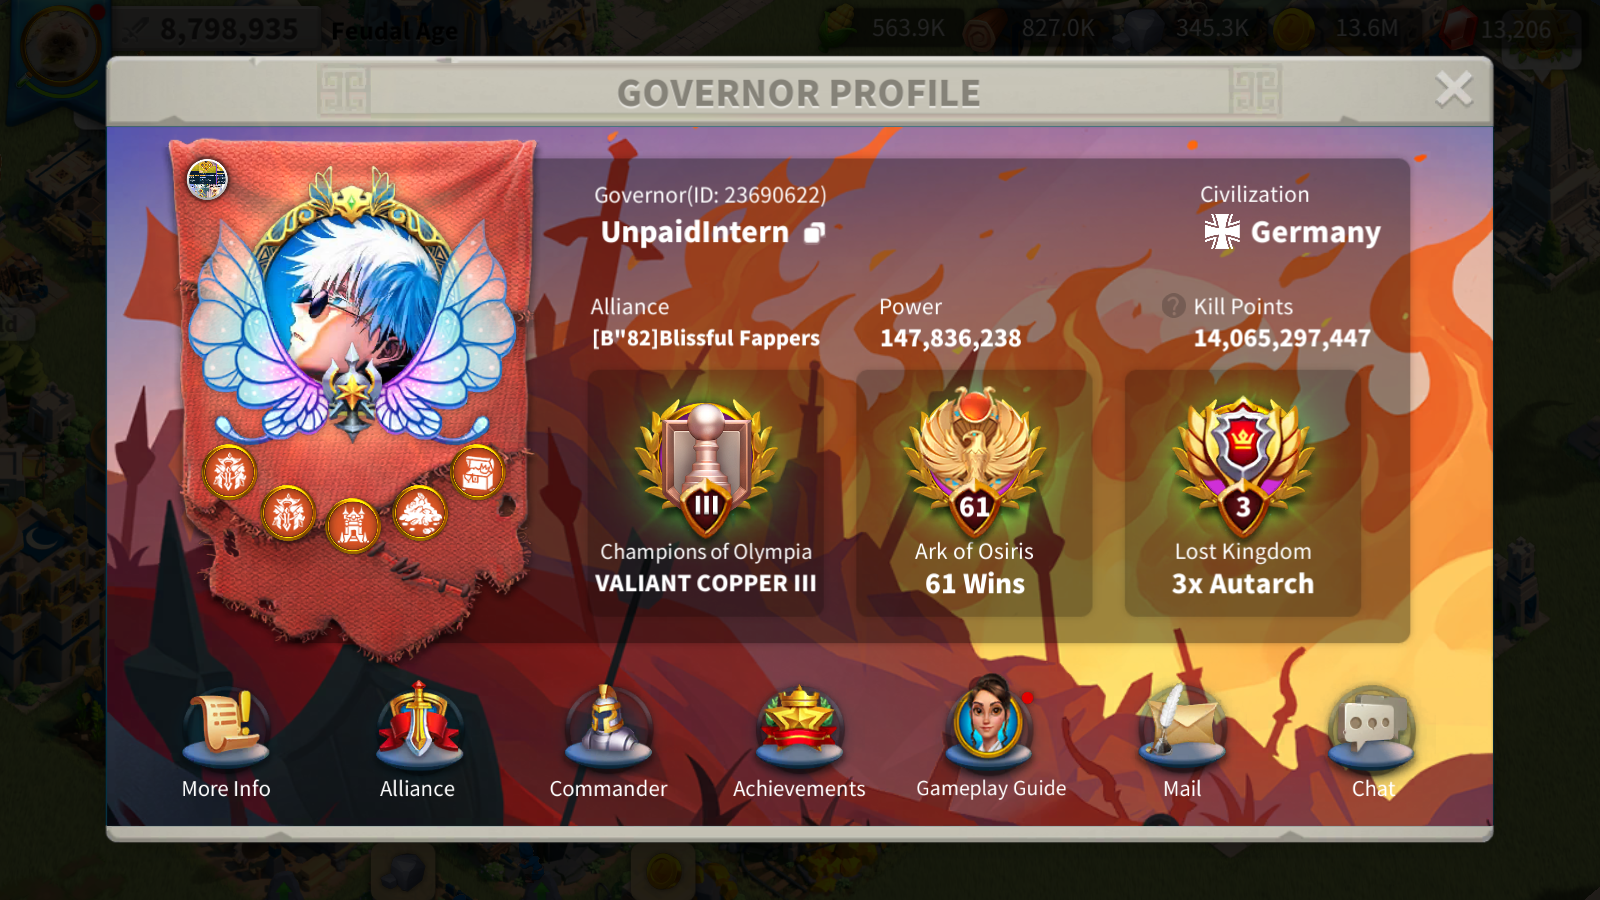 8,798,935
Feudal Age
563.9K
827.0K
345.3K
13.6M
13,206
GOVERNOR PROFILE
Governor(ID: 23690622)
UnpaidIntern
Civilization
Germany
Alliance
[B"82]Blissful Fappers
Power
147,836,238
? Kill Points
14,065,297,447
III
Champions of Olympia
VALIANT COPPER III
61
Ark of Osiris
61 Wins
3
Lost Kingdom
3x Autarch
More Info
Alliance
Commander
Achievements
Gameplay Guide
Mail
Chat